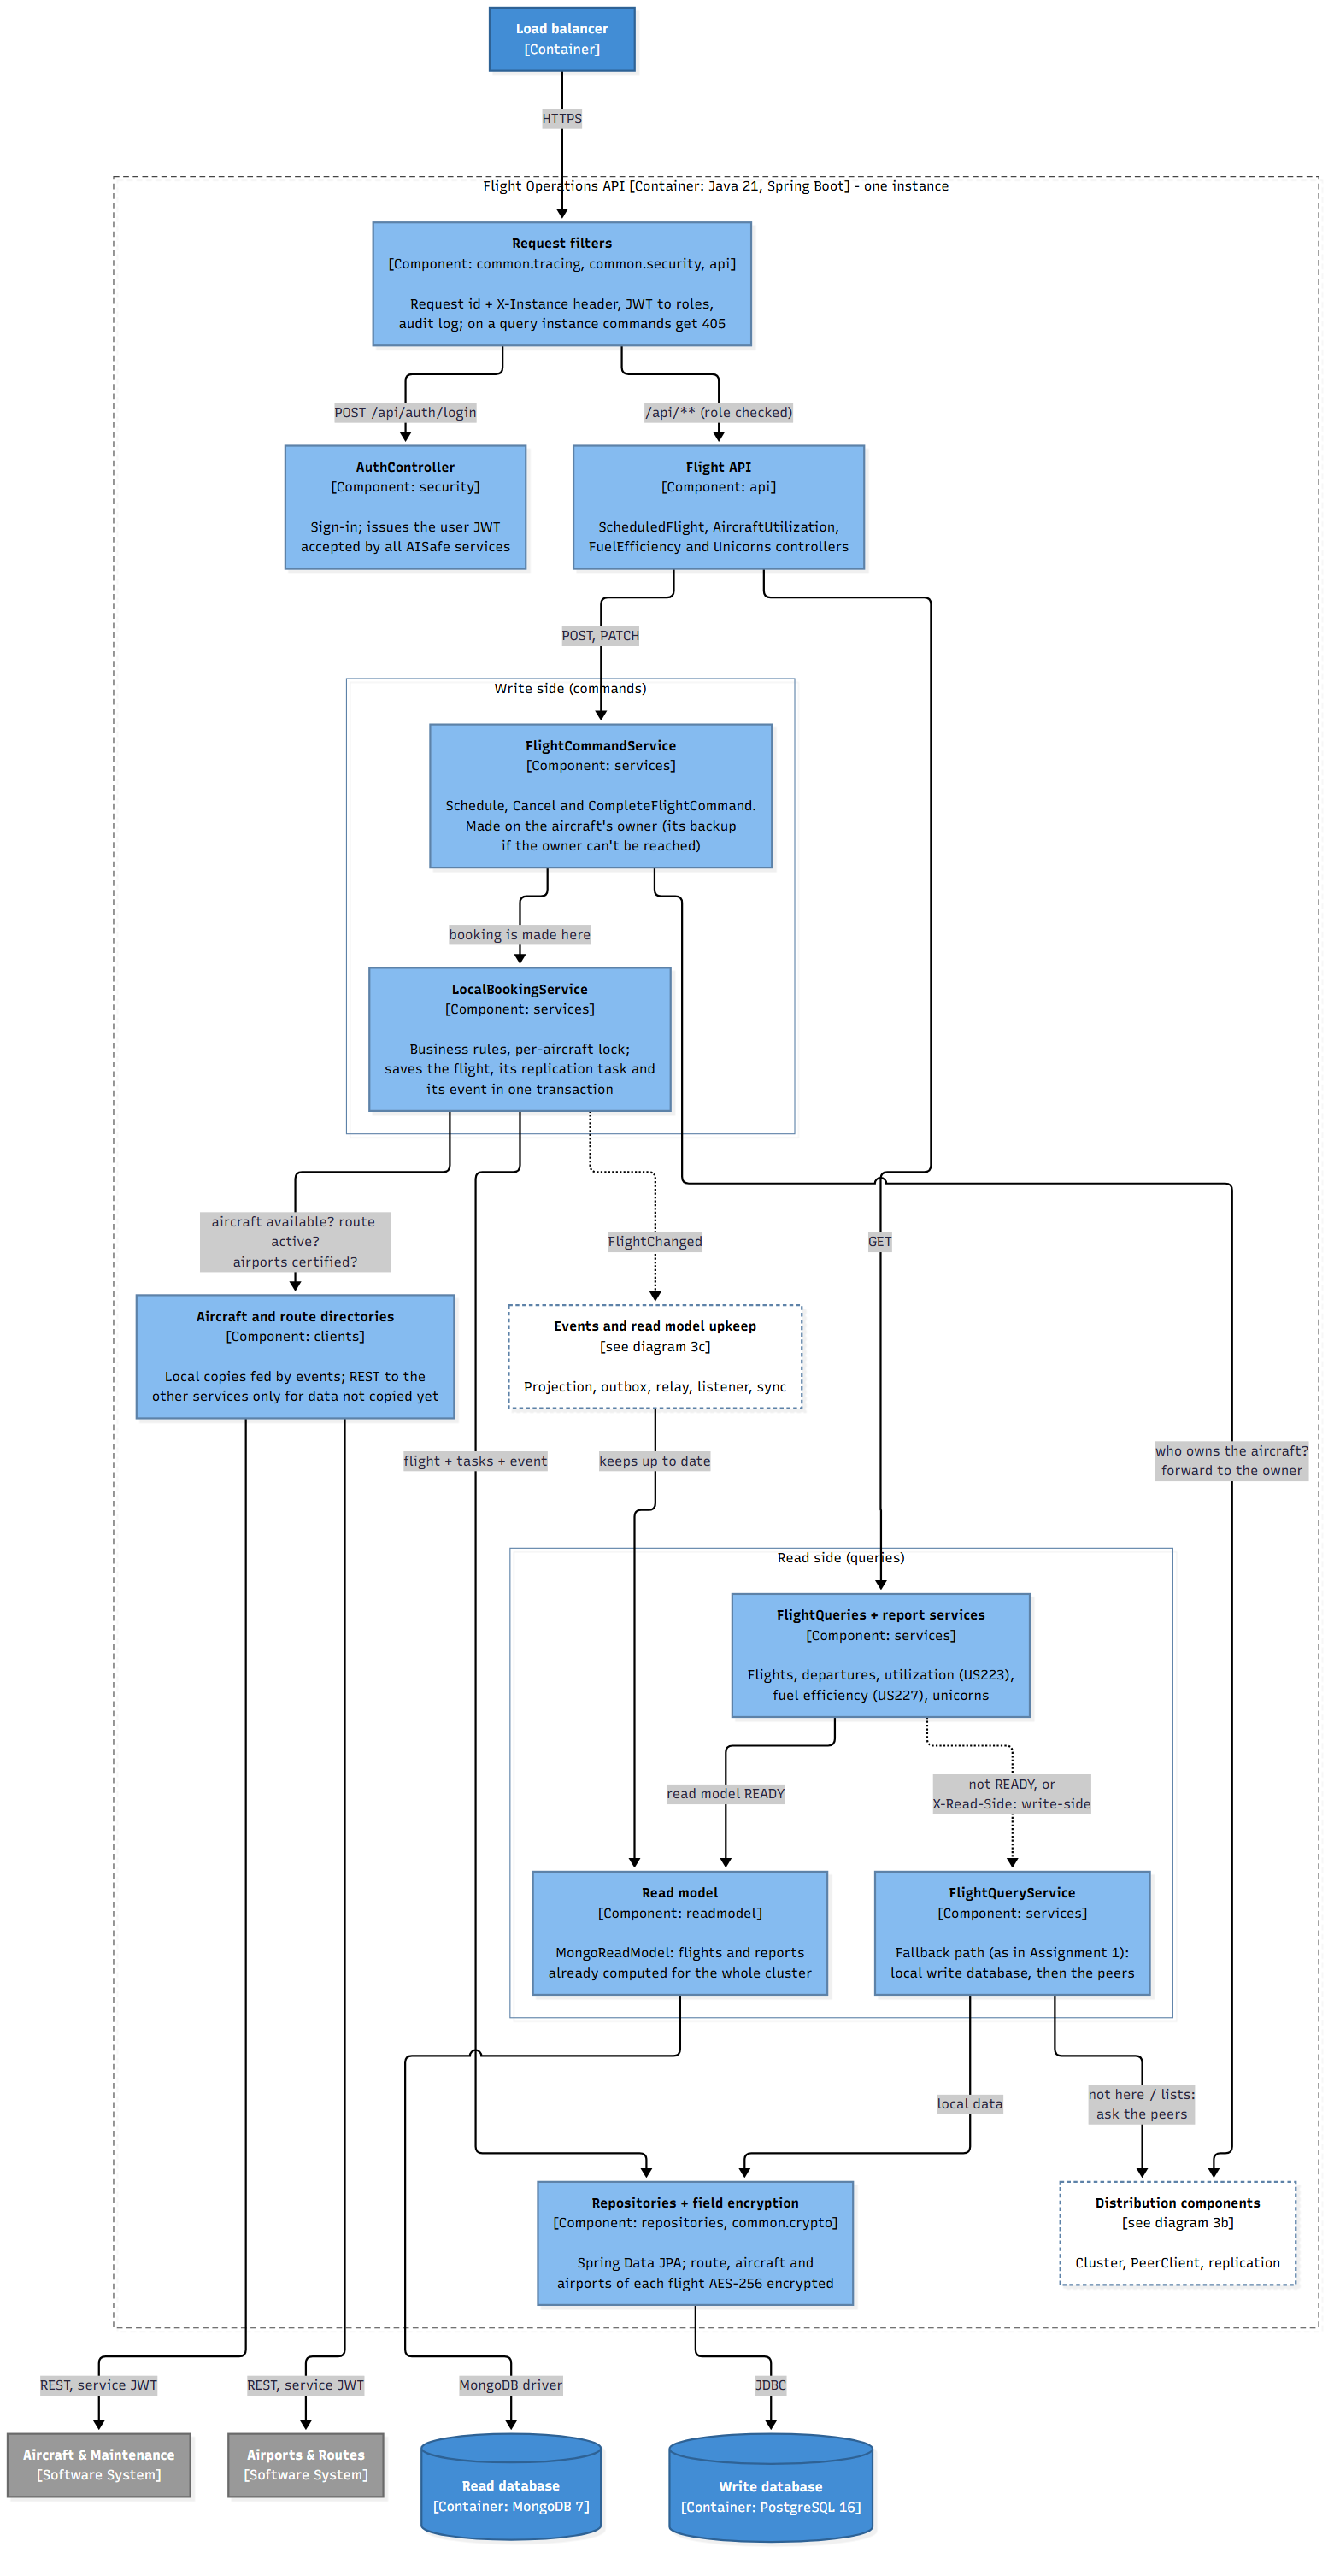 Load balancer
[Container]
HTTPS
Flight Operations API [Container: Java 21, Spring Boot] - one instance
Request filters
[Component: common.tracing, common.security, api]
Request id + X-Instance header, JWT to roles,
audit log; on a query instance commands get 405
POST /api/auth/login
/api/** (role checked)
AuthController
[Component: security]
Sign-in; issues the user JWT
accepted by all AISafe services
Flight API
[Component: api]
ScheduledFlight, AircraftUtilization,
FuelEfficiency and Unicorns controllers
POST, PATCH
Write side (commands)
FlightCommandService
[Component: services]
Schedule, Cancel and CompleteFlightCommand.
Made on the aircraft's owner (its backup
if the owner can't be reached)
booking is made here
LocalBookingService
[Component: services]
Business rules, per-aircraft lock;
saves the flight, its replication task and
its event in one transaction
aircraft available? route
active?
airports certified?
FlightChanged
GET
Aircraft and route directories
[Component: clients]
Local copies fed by events; REST to the
other services only for data not copied yet
Events and read model upkeep
[see diagram 3c]
Projection, outbox, relay, listener, sync
flight + tasks + event
keeps up to date
who owns the aircraft?
forward to the owner
Read side (queries)
FlightQueries + report services
[Component: services]
Flights, departures, utilization (US223),
fuel efficiency (US227), unicorns
read model READY
not READY, or
X-Read-Side: write-side
Read model
[Component: readmodel]
MongoReadModel: flights and reports
already computed for the whole cluster
FlightQueryService
[Component: services]
Fallback path (as in Assignment 1):
local write database, then the peers
local data
not here / lists:
ask the peers
Repositories + field encryption
[Component: repositories, common.crypto]
Spring Data JPA; route, aircraft and
airports of each flight AES-256 encrypted
Distribution components
[see diagram 3b]
Cluster, PeerClient, replication
REST, service JWT
REST, service JWT
MongoDB driver
JDBC
Aircraft & Maintenance
[Software System]
Airports & Routes
[Software System]
Read database
[Container: MongoDB 7]
Write database
[Container: PostgreSQL 16]